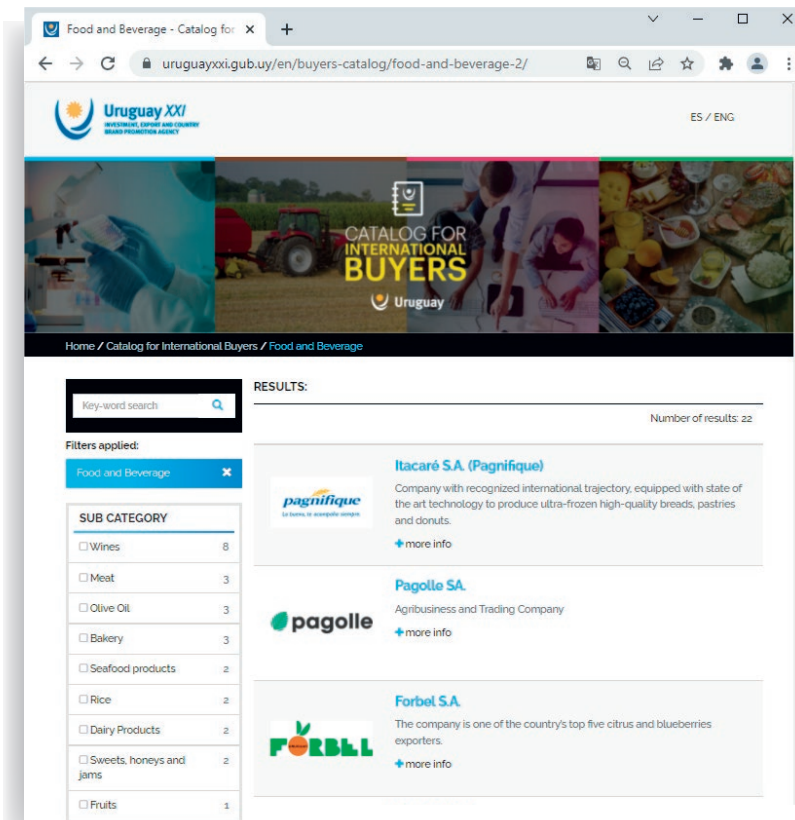 Food and Beverage - Catalog for
uruguayxxi.gub.uy/en/buyers-catalog/food-and-beverage-2/
Uruguay XXI
INVESTMENT, EXPORT AND COUNTRY
BRAND PROMOTION AGENCY
ES / ENG
CATALOG FOR
INTERNATIONAL
BUYERS
Uruguay
Home / Catalog for International Buyers / Food and Beverage
Key-word search
Filters applied:
Food and Beverage
SUB CATEGORY
Wines 8
Meat 3
Olive Oil 3
Bakery 3
Seafood products 2
Rice 2
Dairy Products 2
Sweets, honeys and 2
jams
Fruits 1
RESULTS:
Number of results: 22
pagnifique
Lo bueno, te acompaña siempre.
Itacaré S.A. (Pagnifique)
Company with recognized international trajectory, equipped with state of
the art technology to produce ultra-frozen high-quality breads, pastries
and donuts.
+more info
pagolle
Pagolle SA.
Agribusiness and Trading Company
+more info
FORBEL
Forbel S.A.
The company is one of the country's top five citrus and blueberries
exporters.
+more info